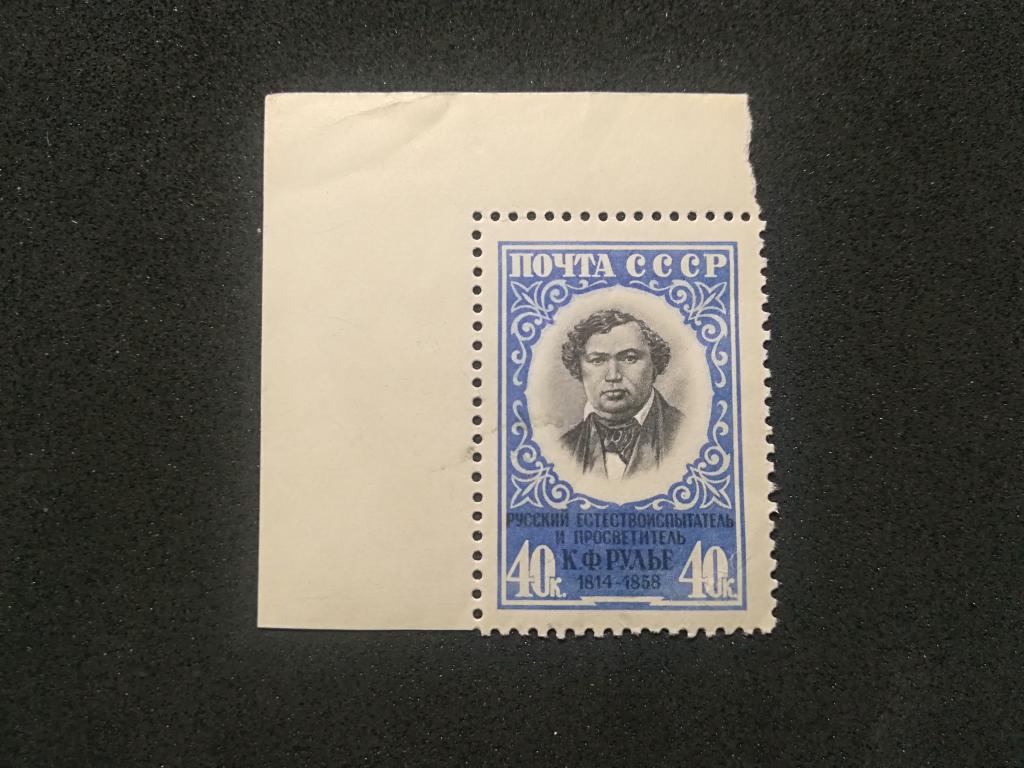 ПОЧТА СССР
РУССКИЙ ЕСТЕСТВОИСПЫТАТЕЛЬ
И ПРОСВЕТИТЕЛЬ
К.Ф РУЛЬЕ
1814-1858
40к.
40к.